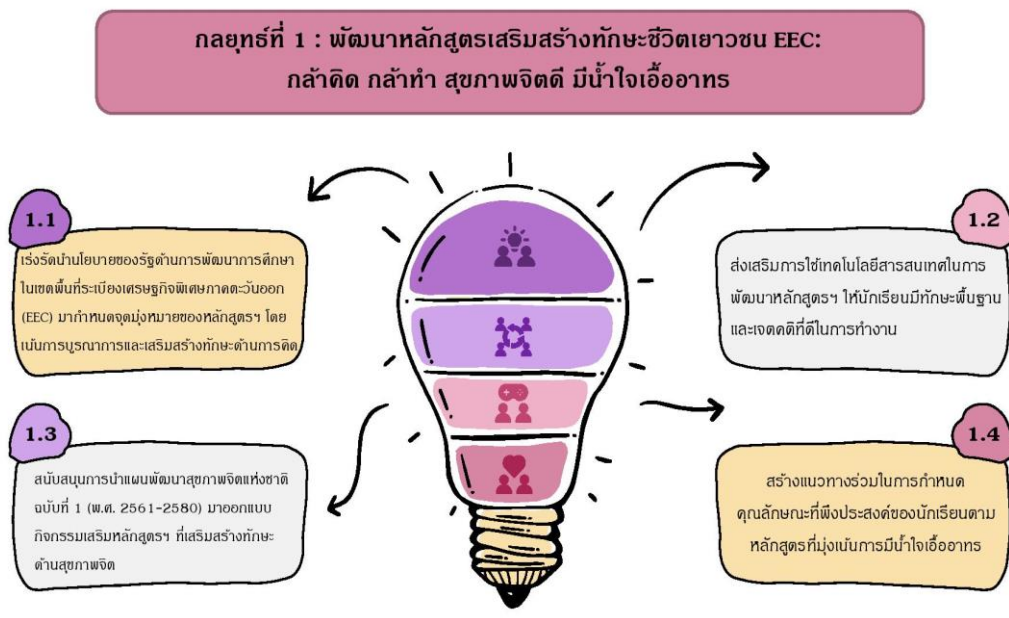 กลยุทธ์ที่ 1 : พัฒนาหลักสูตรเสริมสร้างทักษะชีวิตเยาวชน EEC:
กล้าคิด กล้าทำ สุขภาพจิตดี มีน้ำใจเอื้ออาทร
1.1
เร่งรัดนำนโยบายของรัฐด้านการพัฒนาการศึกษา
ในเขตพื้นที่ระเบียงเศรษฐกิจพิเศษภาคตะวันออก
(EEC) มากำหนดจุดมุ่งหมายของหลักสูตรฯ โดย
เน้นการบูรณาการและเสริมสร้างทักษะด้านการคิด
1.2
ส่งเสริมการใช้เทคโนโลยีสารสนเทศในการ
พัฒนาหลักสูตรฯ ให้นักเรียนมีทักษะพื้นฐาน
และเจตคติที่ดีในการทำงาน
1.3
สนับสนุนการนำแผนพัฒนาสุขภาพจิตแห่งชาติ
ฉบับที่ 1 (พ.ศ. 2561-2580) มาออกแบบ
กิจกรรมเสริมหลักสูตรฯ ที่เสริมสร้างทักษะ
ด้านสุขภาพจิต
1.4
สร้างแนวทางร่วมในการกำหนด
คุณลักษณะที่พึงประสงค์ของนักเรียนตาม
หลักสูตรที่มุ่งเน้นการมีน้ำใจเอื้ออาทร